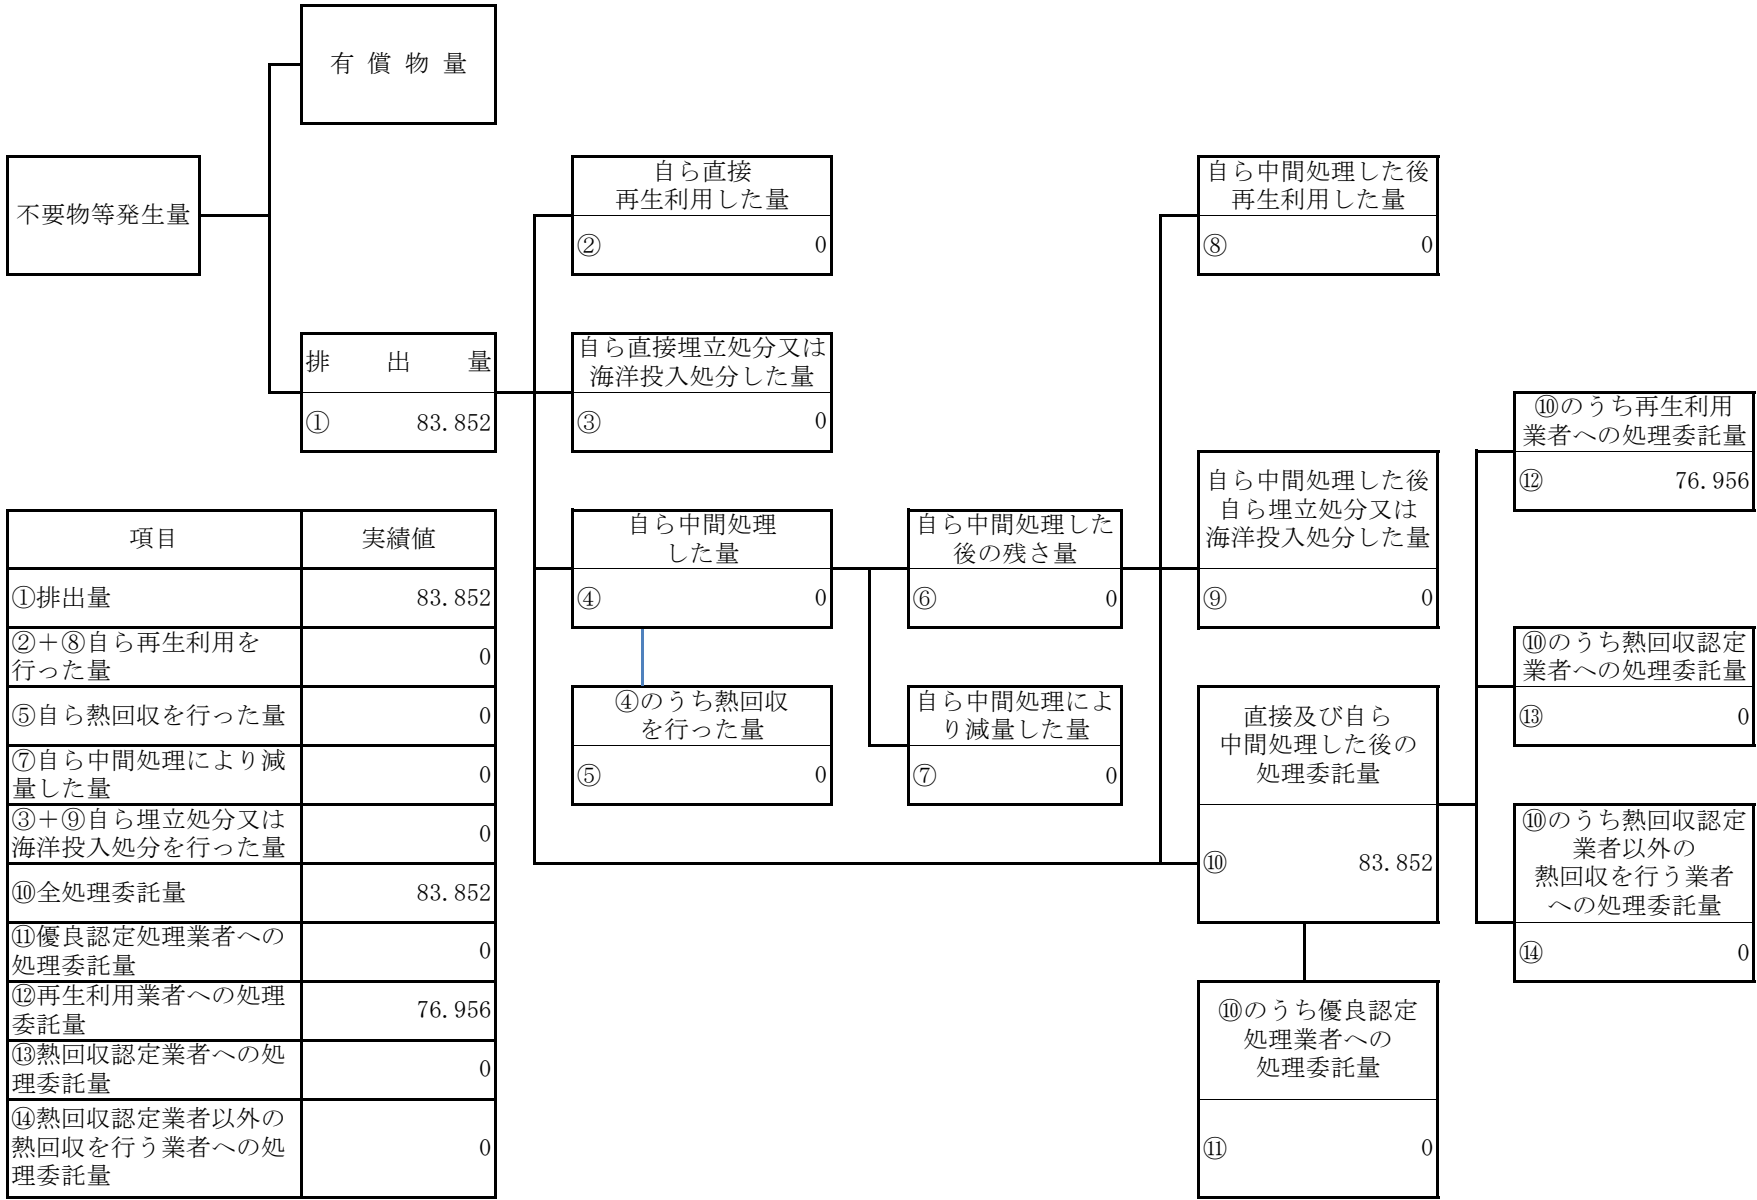 有 償 物 量
不要物等発生量
自ら直接
再生利用した量
② 0
自ら中間処理した後
再生利用した量
⑧ 0
排 出 量
① 83.852
自ら直接埋立処分又は
海洋投入処分した量
③ 0
⑩のうち再生利用
業者への処理委託量
⑫ 76.956
自ら中間処理
した量
④ 0
自ら中間処理した
後の残さ量
⑥ 0
自ら中間処理した後
自ら埋立処分又は
海洋投入処分した量
⑨ 0
⑩のうち熱回収認定
業者への処理委託量
⑬ 0
④のうち熱回収
を行った量
⑤ 0
自ら中間処理によ
り減量した量
⑦ 0
直接及び自ら
中間処理した後の
処理委託量
⑩ 83.852
⑩のうち熱回収認定
業者以外の
熱回収を行う業者
への処理委託量
⑭ 0
⑩のうち優良認定
処理業者への
処理委託量
⑪ 0
項目 実績値
①排出量 83.852
②＋⑧自ら再生利用を
行った量 0
⑤自ら熱回収を行った量 0
⑦自ら中間処理により減
量した量 0
③＋⑨自ら埋立処分又は
海洋投入処分を行った量 0
⑩全処理委託量 83.852
⑪優良認定処理業者への
処理委託量 0
⑫再生利用業者への処理
委託量 76.956
⑬熱回収認定業者への処
理委託量 0
⑭熱回収認定業者以外の
熱回収を行う業者への処
理委託量 0